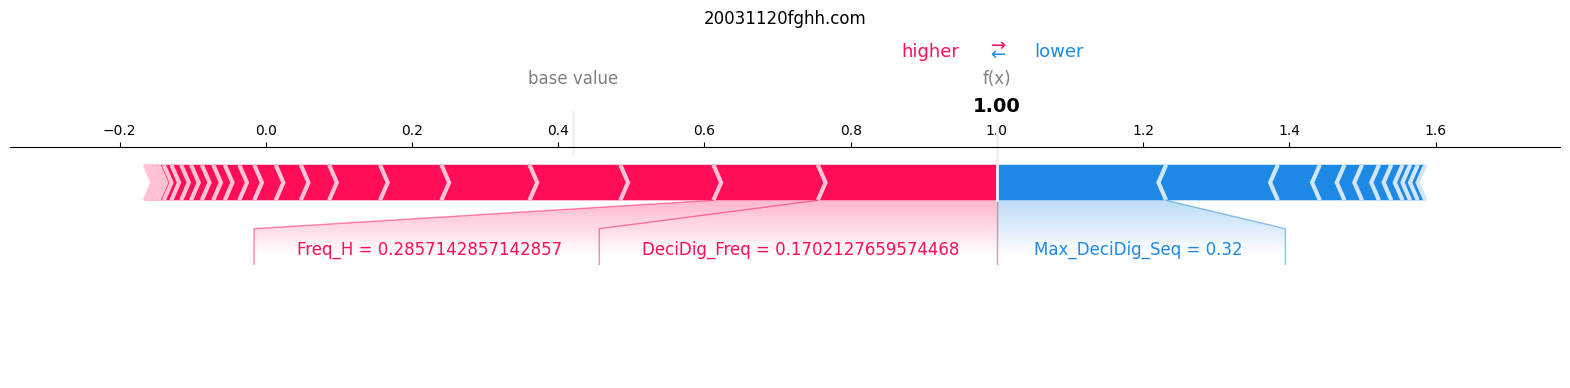 20031120fghh.com
higher ⇄ lower
base value f(x)
1.00
−0.2 0.0 0.2 0.4 0.6 0.8 1.0 1.2 1.4 1.6
Freq_H = 0.2857142857142857 DeciDig_Freq = 0.1702127659574468 Max_DeciDig_Seq = 0.32